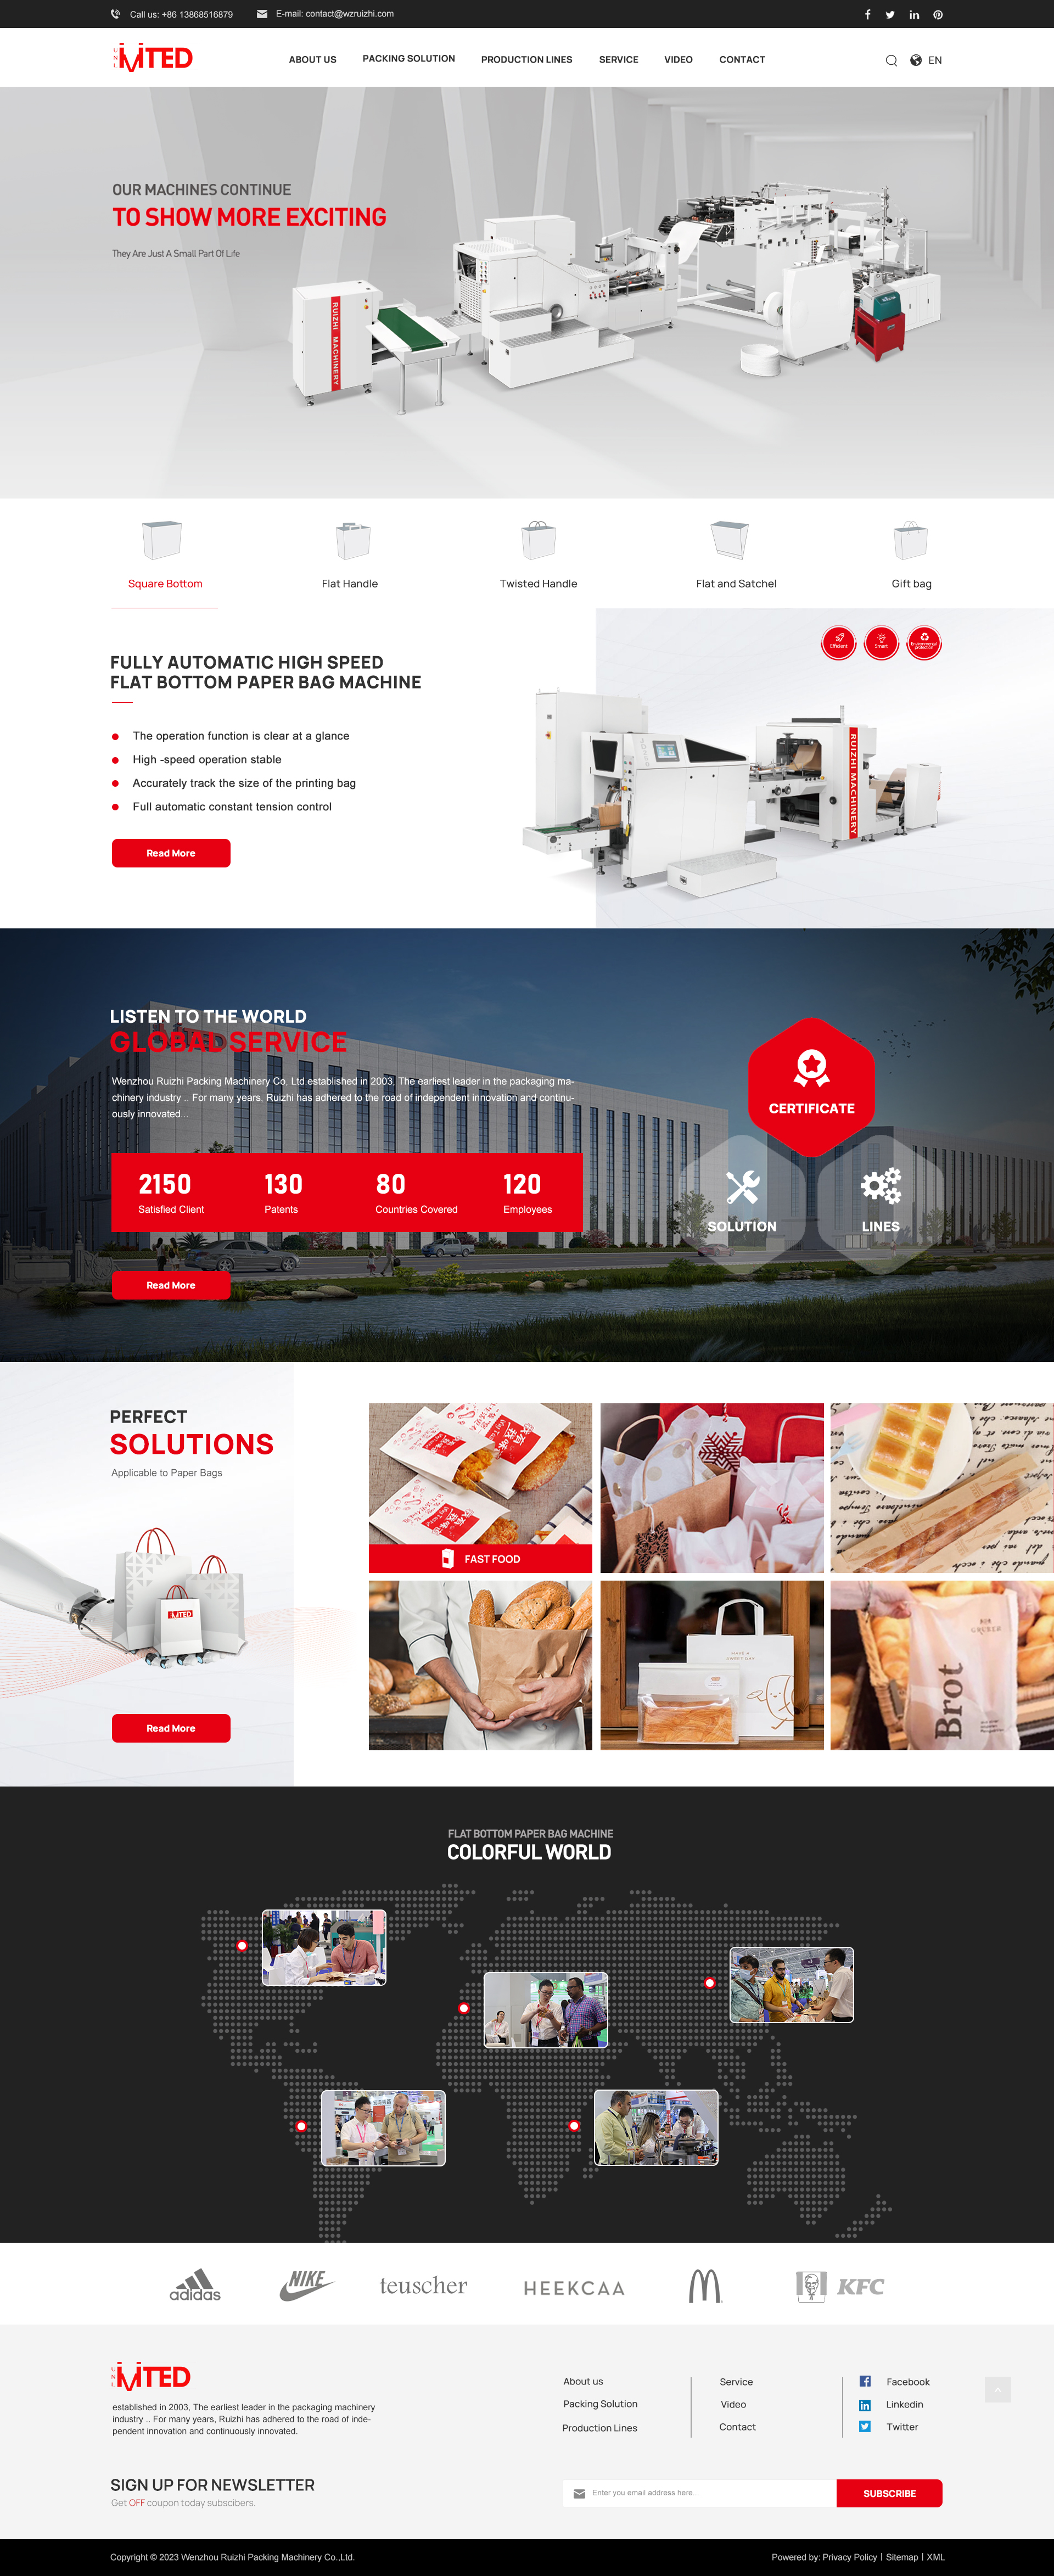 Call us: +86 13868516879
E-mail: contact@wzruizhi.com
UNLIMITED
ABOUT US
PACKING SOLUTION
PRODUCTION LINES
SERVICE
VIDEO
CONTACT
EN
OUR MACHINES CONTINUE
TO SHOW MORE EXCITING
They Are Just A Small Part Of Life
RUIZHI MACHINERY
Square Bottom
Flat Handle
Twisted Handle
Flat and Satchel
Gift bag
Efficient
Smart
Environmental
protection
FULLY AUTOMATIC HIGH SPEED
FLAT BOTTOM PAPER BAG MACHINE
The operation function is clear at a glance
High -speed operation stable
Accurately track the size of the printing bag
Full automatic constant tension control
Read More
RUIZHI MACHINERY
LISTEN TO THE WORLD
GLOBAL SERVICE
Wenzhou Ruizhi Packing Machinery Co, Ltd.established in 2003, The earliest leader in the packaging ma-
chinery industry .. For many years, Ruizhi has adhered to the road of independent innovation and continu-
ously innovated...
2150
Satisfied Client
130
Patents
80
Countries Covered
120
Employees
Read More
CERTIFICATE
SOLUTION
LINES
PERFECT
SOLUTIONS
Applicable to Paper Bags
Read More
FAST FOOD
HAVE A
SWEET DAY
Brot
FLAT BOTTOM PAPER BAG MACHINE
COLORFUL WORLD
adidas
NIKE
teuscher
HEEKCAA
KFC
UNLIMITED
established in 2003, The earliest leader in the packaging machinery
industry .. For many years, Ruizhi has adhered to the road of inde-
pendent innovation and continuously innovated.
About us
Packing Solution
Production Lines
Service
Video
Contact
Facebook
Linkedin
Twitter
SIGN UP FOR NEWSLETTER
Get OFF coupon today subscibers.
Enter you email address here...
SUBSCRIBE
Copyright © 2023 Wenzhou Ruizhi Packing Machinery Co.,Ltd.
Powered by: Privacy Policy | Sitemap | XML